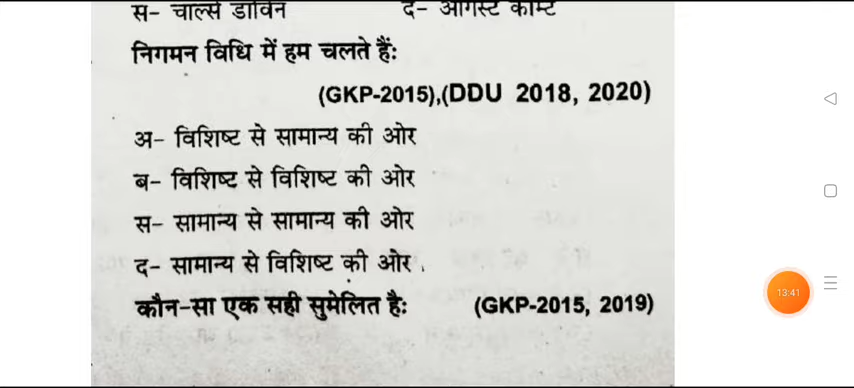 स- चार्ल्स डार्विन द- ऑगस्ट कॉम्ट
निगमन विधि में हम चलते हैं:
(GKP-2015),(DDU 2018, 2020)
अ- विशिष्ट से सामान्य की ओर
ब- विशिष्ट से विशिष्ट की ओर
स- सामान्य से सामान्य की ओर
द- सामान्य से विशिष्ट की ओर
कौन-सा एक सही सुमेलित है: (GKP-2015, 2019)
13:41